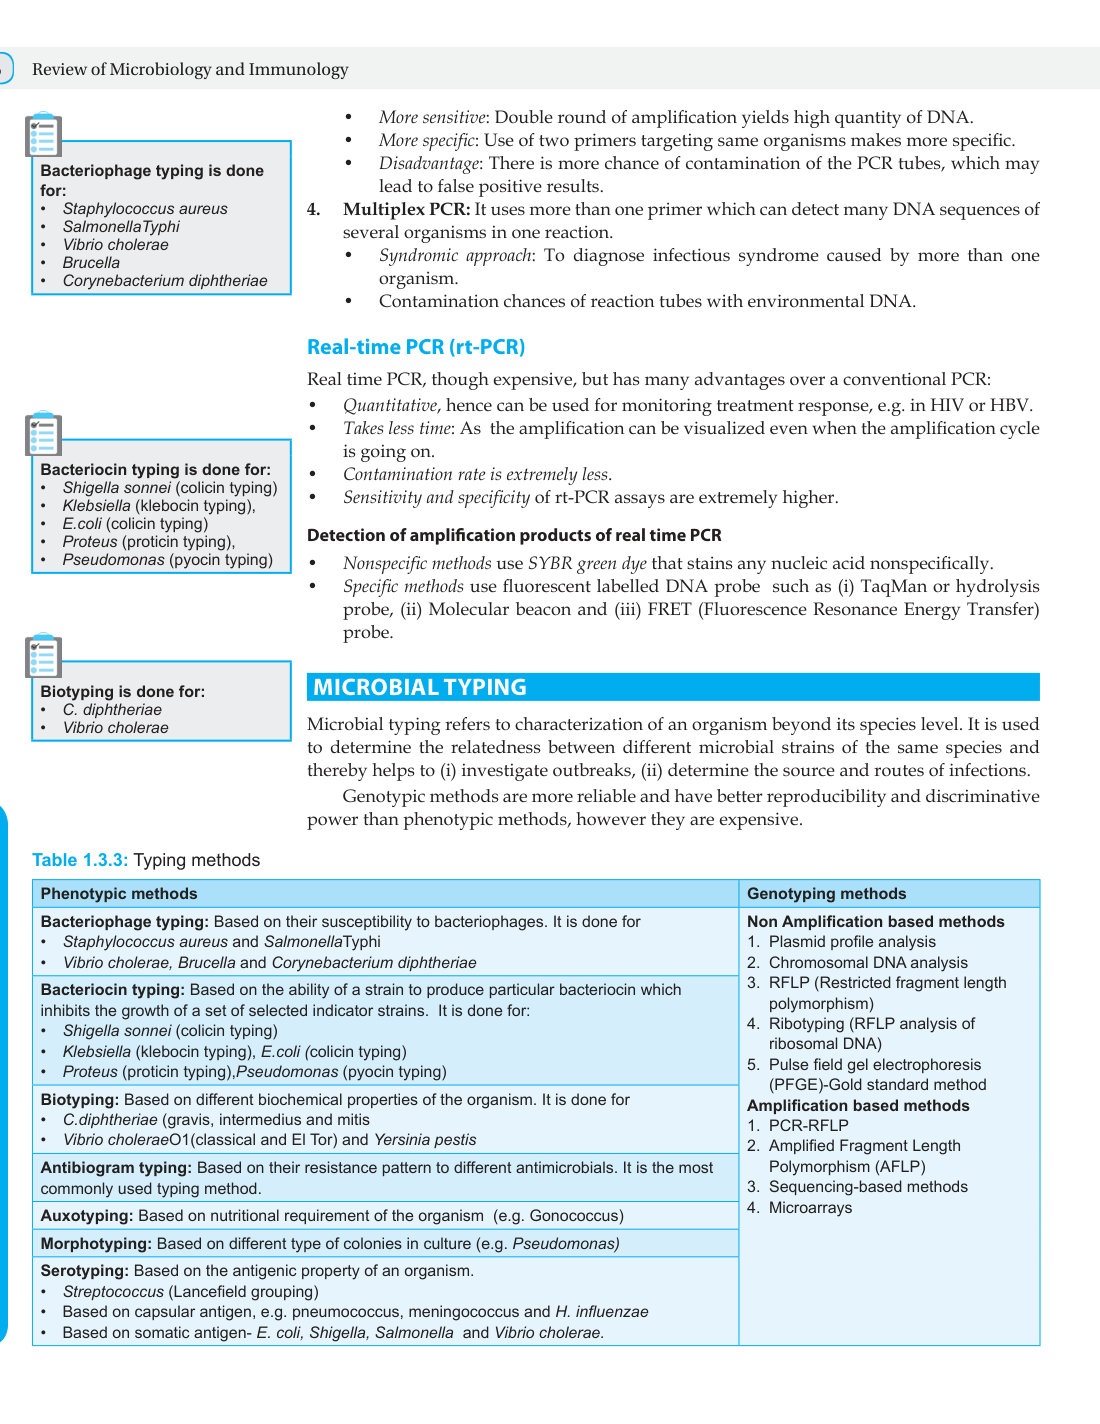 Review of Microbiology and Immunology
• More sensitive: Double round of amplification yields high quantity of DNA.
• More specific: Use of two primers targeting same organisms makes more specific.
• Disadvantage: There is more chance of contamination of the PCR tubes, which may
lead to false positive results.
4. Multiplex PCR: It uses more than one primer which can detect many DNA sequences of
several organisms in one reaction.
• Syndromic approach: To diagnose infectious syndrome caused by more than one
organism.
• Contamination chances of reaction tubes with environmental DNA.
Bacteriophage typing is done
for:
• Staphylococcus aureus
• SalmonellaTyphi
• Vibrio cholerae
• Brucella
• Corynebacterium diphtheriae
Real-time PCR (rt-PCR)
Real time PCR, though expensive, but has many advantages over a conventional PCR:
• Quantitative, hence can be used for monitoring treatment response, e.g. in HIV or HBV.
• Takes less time: As the amplification can be visualized even when the amplification cycle
is going on.
• Contamination rate is extremely less.
• Sensitivity and specificity of rt-PCR assays are extremely higher.
Bacteriocin typing is done for:
• Shigella sonnei (colicin typing)
• Klebsiella (klebocin typing),
• E.coli (colicin typing)
• Proteus (proticin typing),
• Pseudomonas (pyocin typing)
Detection of amplification products of real time PCR
• Nonspecific methods use SYBR green dye that stains any nucleic acid nonspecifically.
• Specific methods use fluorescent labelled DNA probe such as (i) TaqMan or hydrolysis
probe, (ii) Molecular beacon and (iii) FRET (Fluorescence Resonance Energy Transfer)
probe.
Biotyping is done for:
• C. diphtheriae
• Vibrio cholerae
MICROBIAL TYPING
Microbial typing refers to characterization of an organism beyond its species level. It is used
to determine the relatedness between different microbial strains of the same species and
thereby helps to (i) investigate outbreaks, (ii) determine the source and routes of infections.
Genotypic methods are more reliable and have better reproducibility and discriminative
power than phenotypic methods, however they are expensive.
Table 1.3.3: Typing methods
Phenotypic methods
Bacteriophage typing: Based on their susceptibility to bacteriophages. It is done for
• Staphylococcus aureus and SalmonellaTyphi
• Vibrio cholerae, Brucella and Corynebacterium diphtheriae
Bacteriocin typing: Based on the ability of a strain to produce particular bacteriocin which
inhibits the growth of a set of selected indicator strains. It is done for:
• Shigella sonnei (colicin typing)
• Klebsiella (klebocin typing), E.coli (colicin typing)
• Proteus (proticin typing),Pseudomonas (pyocin typing)
Biotyping: Based on different biochemical properties of the organism. It is done for
• C.diphtheriae (gravis, intermedius and mitis
• Vibrio choleraeO1(classical and El Tor) and Yersinia pestis
Antibiogram typing: Based on their resistance pattern to different antimicrobials. It is the most
commonly used typing method.
Auxotyping: Based on nutritional requirement of the organism (e.g. Gonococcus)
Morphotyping: Based on different type of colonies in culture (e.g. Pseudomonas)
Serotyping: Based on the antigenic property of an organism.
• Streptococcus (Lancefield grouping)
• Based on capsular antigen, e.g. pneumococcus, meningococcus and H. influenzae
• Based on somatic antigen- E. coli, Shigella, Salmonella and Vibrio cholerae.
Genotyping methods
Non Amplification based methods
1. Plasmid profile analysis
2. Chromosomal DNA analysis
3. RFLP (Restricted fragment length
polymorphism)
4. Ribotyping (RFLP analysis of
ribosomal DNA)
5. Pulse field gel electrophoresis
(PFGE)-Gold standard method
Amplification based methods
1. PCR-RFLP
2. Amplified Fragment Length
Polymorphism (AFLP)
3. Sequencing-based methods
4. Microarrays